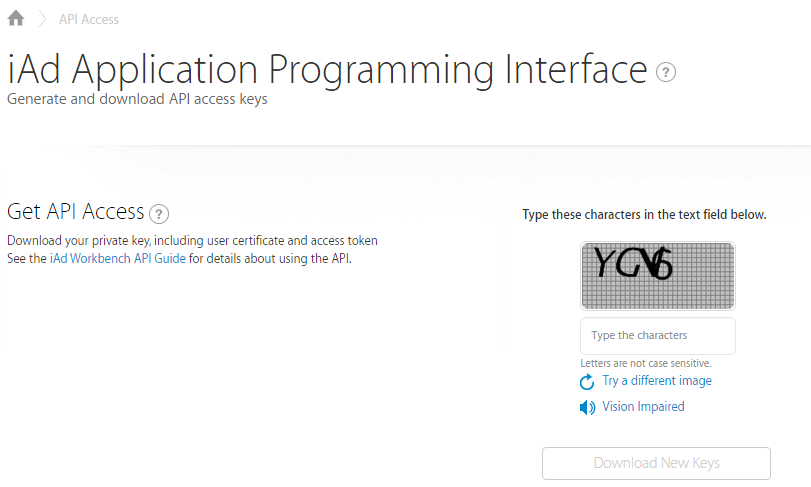 API Access
iAd Application Programming Interface ?
Generate and download API access keys
Get API Access ?
Download your private key, including user certificate and access token
See the iAd Workbench API Guide for details about using the API.
Type these characters in the text field below.
Type the characters
Letters are not case sensitive.
Try a different image
Vision Impaired
Download New Keys